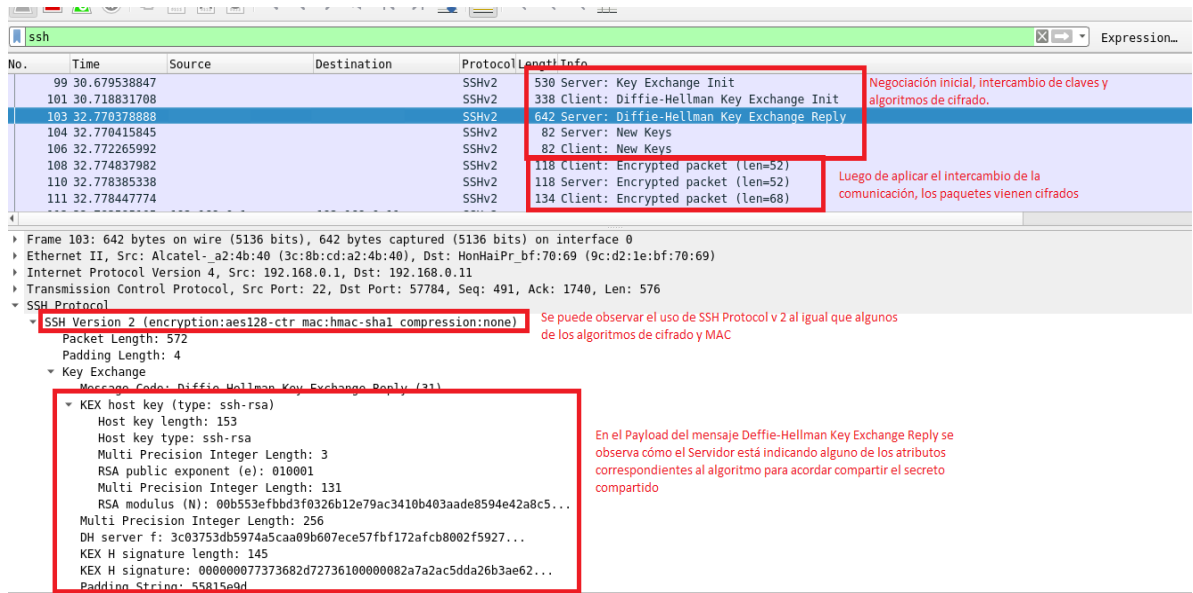 ssh
Expression…
No. Time Source Destination Protocol Length Info
99 30.679538847 SSHv2 530 Server: Key Exchange Init
101 30.718831708 SSHv2 338 Client: Diffie-Hellman Key Exchange Init
103 32.770378888 SSHv2 642 Server: Diffie-Hellman Key Exchange Reply
104 32.770415845 SSHv2 82 Server: New Keys
106 32.772265992 SSHv2 82 Client: New Keys
108 32.774837982 SSHv2 118 Client: Encrypted packet (len=52)
110 32.778385338 SSHv2 118 Server: Encrypted packet (len=52)
111 32.778447774 SSHv2 134 Client: Encrypted packet (len=68)
Negociación inicial, intercambio de claves y
algoritmos de cifrado.
Luego de aplicar el intercambio de la
comunicación, los paquetes vienen cifrados
Frame 103: 642 bytes on wire (5136 bits), 642 bytes captured (5136 bits) on interface 0
Ethernet II, Src: Alcatel-_a2:4b:40 (3c:8b:cd:a2:4b:40), Dst: HonHaiPr_bf:70:69 (9c:d2:1e:bf:70:69)
Internet Protocol Version 4, Src: 192.168.0.1, Dst: 192.168.0.11
Transmission Control Protocol, Src Port: 22, Dst Port: 57784, Seq: 491, Ack: 1740, Len: 576
SSH Protocol
SSH Version 2 (encryption:aes128-ctr mac:hmac-sha1 compression:none)
Packet Length: 572
Padding Length: 4
Key Exchange
Message Code: Diffie-Hellman Key Exchange Reply (31)
KEX host key (type: ssh-rsa)
Host key length: 153
Host key type: ssh-rsa
Multi Precision Integer Length: 3
RSA public exponent (e): 010001
Multi Precision Integer Length: 131
RSA modulus (N): 00b553efbbd3f0326b12e79ac3410b403aade8594e42a8c5...
Multi Precision Integer Length: 256
DH server f: 3c03753db5974a5caa09b607ece57fbf172afcb8002f5927...
KEX H signature length: 145
KEX H signature: 000000077373682d72736100000082a7a2ac5dda26b3ae62...
Padding String: 55815e9d
Se puede observar el uso de SSH Protocol v 2 al igual que algunos
de los algoritmos de cifrado y MAC
En el Payload del mensaje Deffie-Hellman Key Exchange Reply se
observa cómo el Servidor está indicando alguno de los atributos
correspondientes al algoritmo para acordar compartir el secreto
compartido